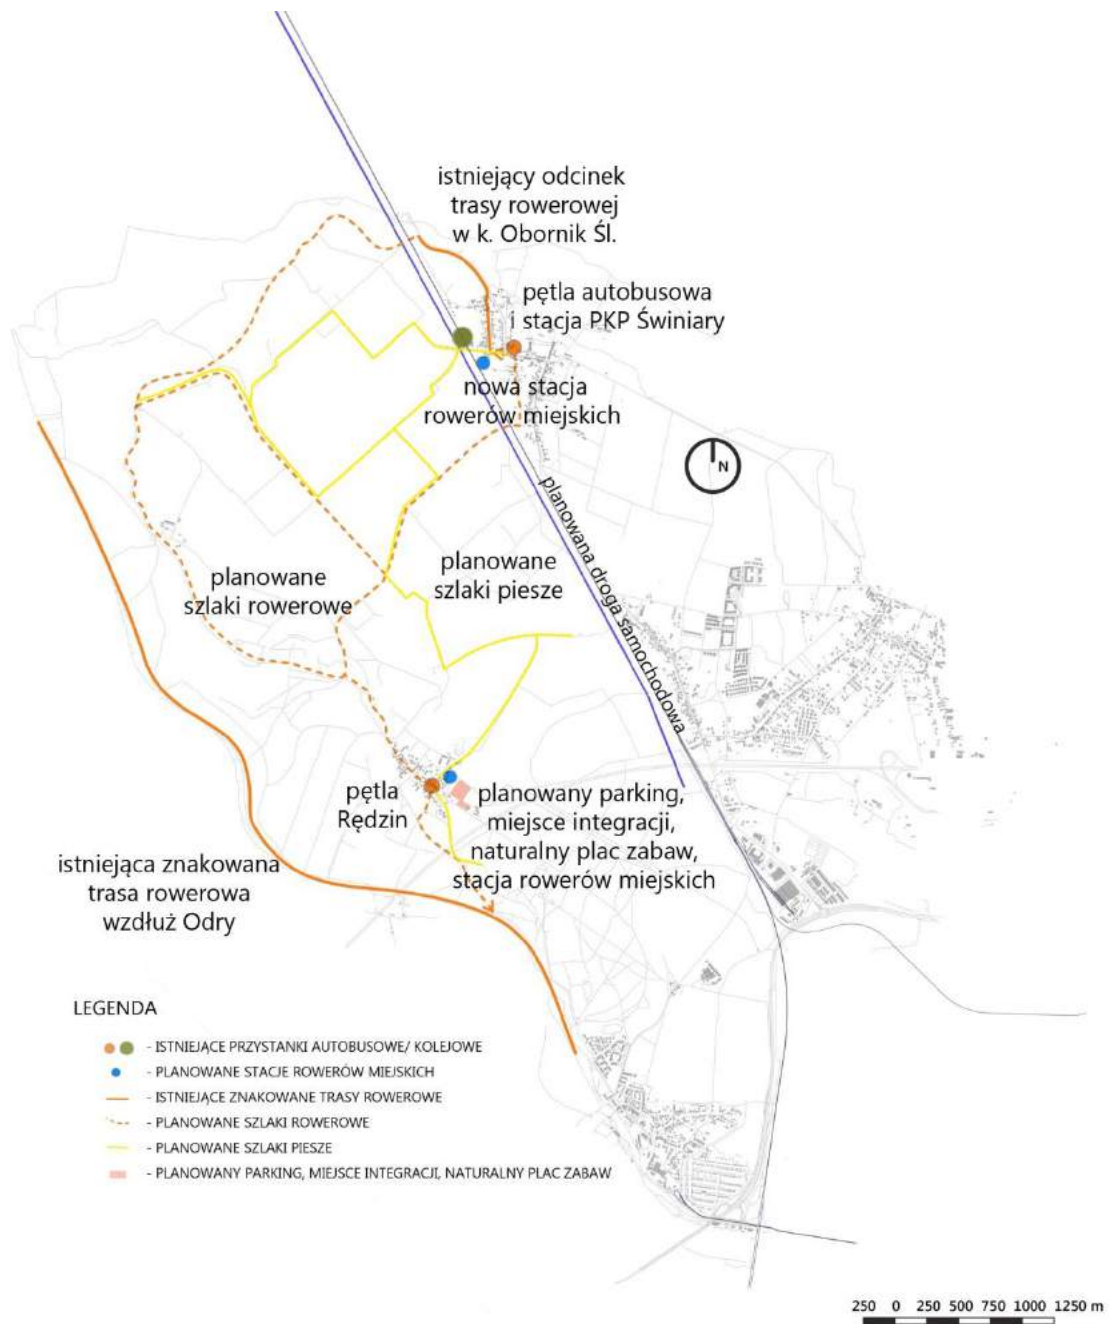 istniejący odcinek
trasy rowerowej
w k. Obornik Śl.
pętla autobusowa
i stacja PKP Świniary
nowa stacja
rowerów miejskich
N
planowana droga samochodowa
planowane
szlaki rowerowe
planowane
szlaki piesze
pętla
Rędzin
planowany parking,
miejsce integracji,
naturalny plac zabaw,
stacja rowerów miejskich
istniejąca znakowana
trasa rowerowa
wzdłuż Odry
LEGENDA
- ISTNIEJĄCE PRZYSTANKI AUTOBUSOWE/ KOLEJOWE
- PLANOWANE STACJE ROWERÓW MIEJSKICH
- ISTNIEJĄCE ZNAKOWANE TRASY ROWEROWE
- PLANOWANE SZLAKI ROWEROWE
- PLANOWANE SZLAKI PIESZE
- PLANOWANY PARKING, MIEJSCE INTEGRACJI, NATURALNY PLAC ZABAW
250 0 250 500 750 1000 1250 m